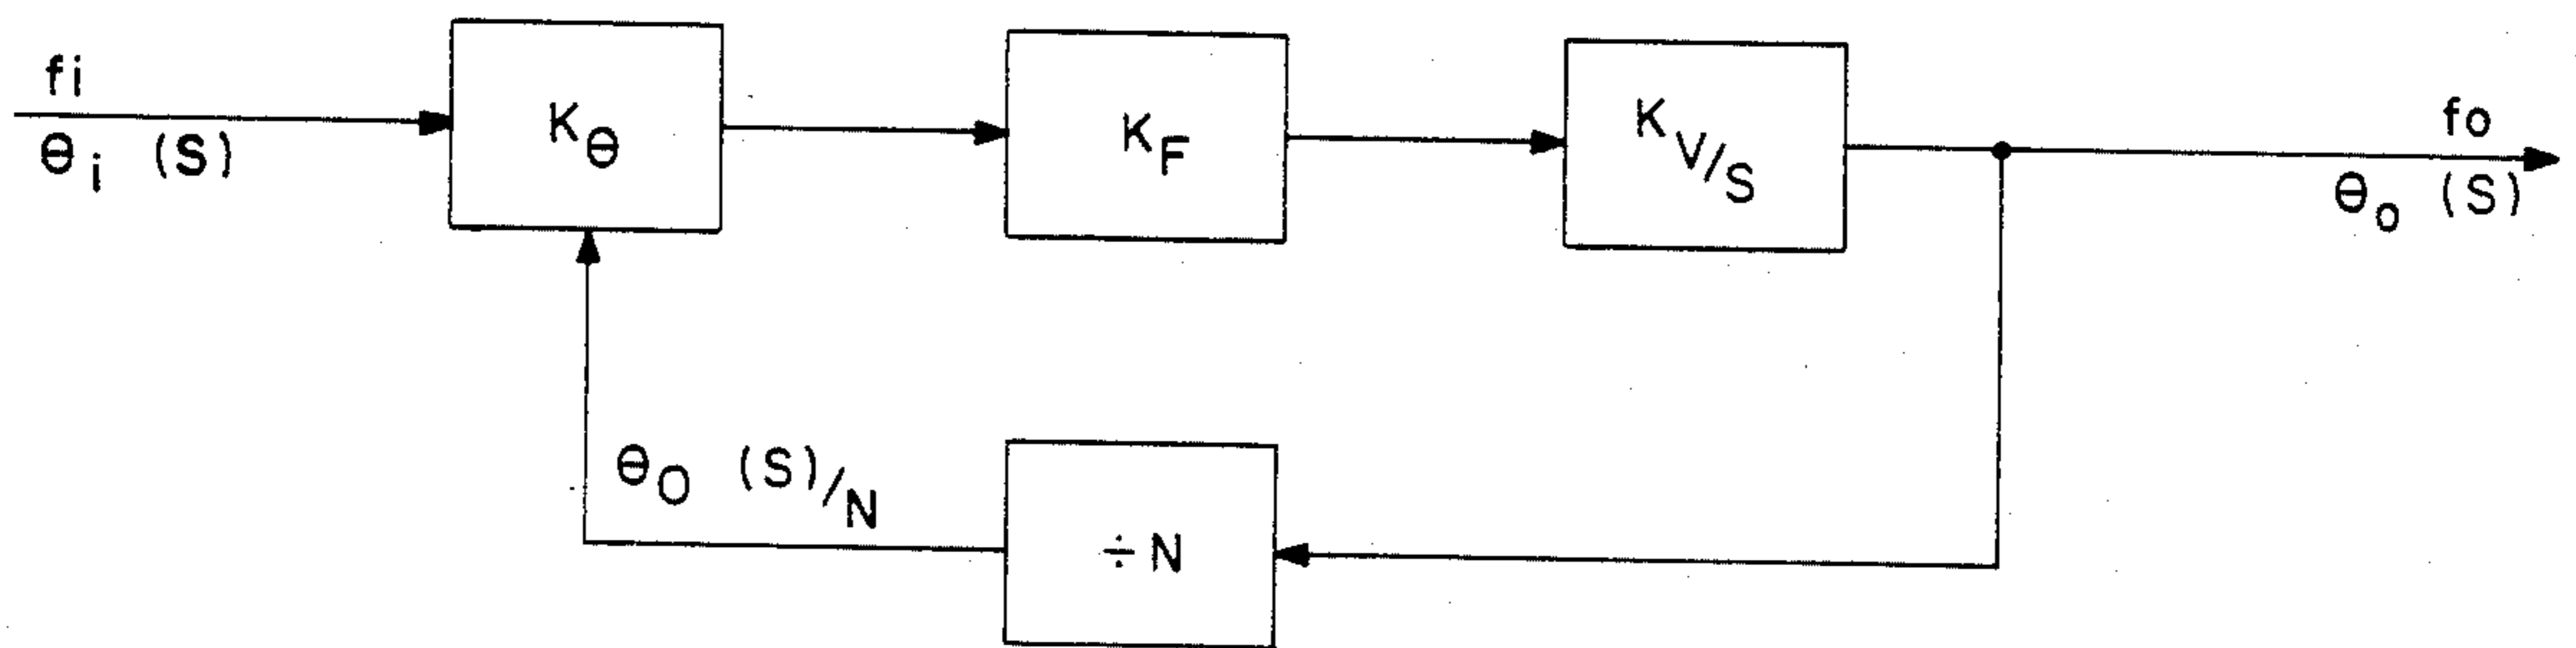 fi
θi (S)
Kθ
KF
KV/S
fo
θo (S)
θO (S)/N
÷N